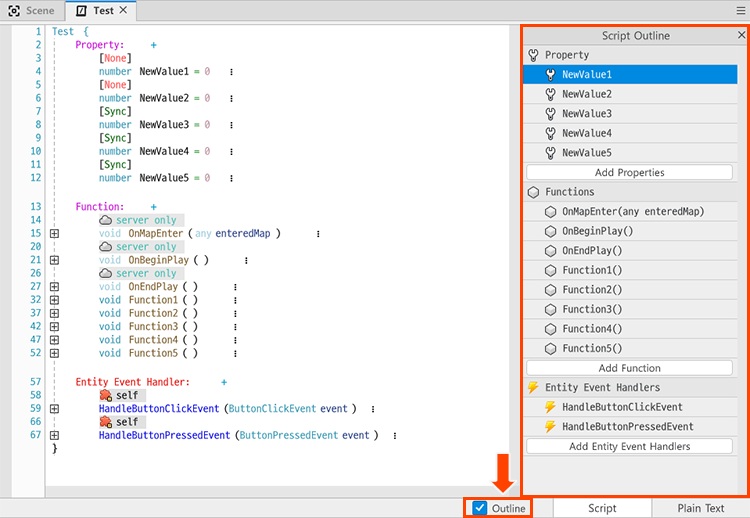 Scene
Test
1 Test {
2 Property: +
3 [None]
4 number NewValue1 = 0
5 [None]
6 number NewValue2 = 0
7 [Sync]
8 number NewValue3 = 0
9 [Sync]
10 number NewValue4 = 0
11 [Sync]
12 number NewValue5 = 0
13 Function: +
14 server only
15 void OnMapEnter ( any enteredMap )
20 server only
21 void OnBeginPlay ( )
26 server only
27 void OnEndPlay ( )
32 void Function1 ( )
37 void Function2 ( )
42 void Function3 ( )
47 void Function4 ( )
52 void Function5 ( )
57 Entity Event Handler: +
58 self
59 HandleButtonClickEvent ( ButtonClickEvent event )
66 self
67 HandleButtonPressedEvent ( ButtonPressedEvent event )
}
Script Outline
Property
NewValue1
NewValue2
NewValue3
NewValue4
NewValue5
Add Properties
Functions
OnMapEnter(any enteredMap)
OnBeginPlay()
OnEndPlay()
Function1()
Function2()
Function3()
Function4()
Function5()
Add Function
Entity Event Handlers
HandleButtonClickEvent
HandleButtonPressedEvent
Add Entity Event Handlers
Outline
Script
Plain Text